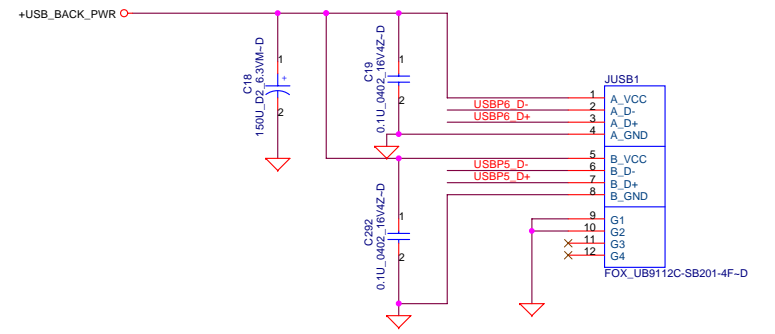 +USB_BACK_PWR
C18
150U_D2_6.3VM~D
1
+
2
C19
0.1U_0402_16V4Z~D
1
2
C292
0.1U_0402_16V4Z~D
1
2
JUSB1
1 A_VCC
USBP6_D- 2 A_D-
USBP6_D+ 3 A_D+
4 A_GND
5 B_VCC
USBP5_D- 6 B_D-
USBP5_D+ 7 B_D+
8 B_GND
9 G1
10 G2
11 G3
12 G4
FOX_UB9112C-SB201-4F~D